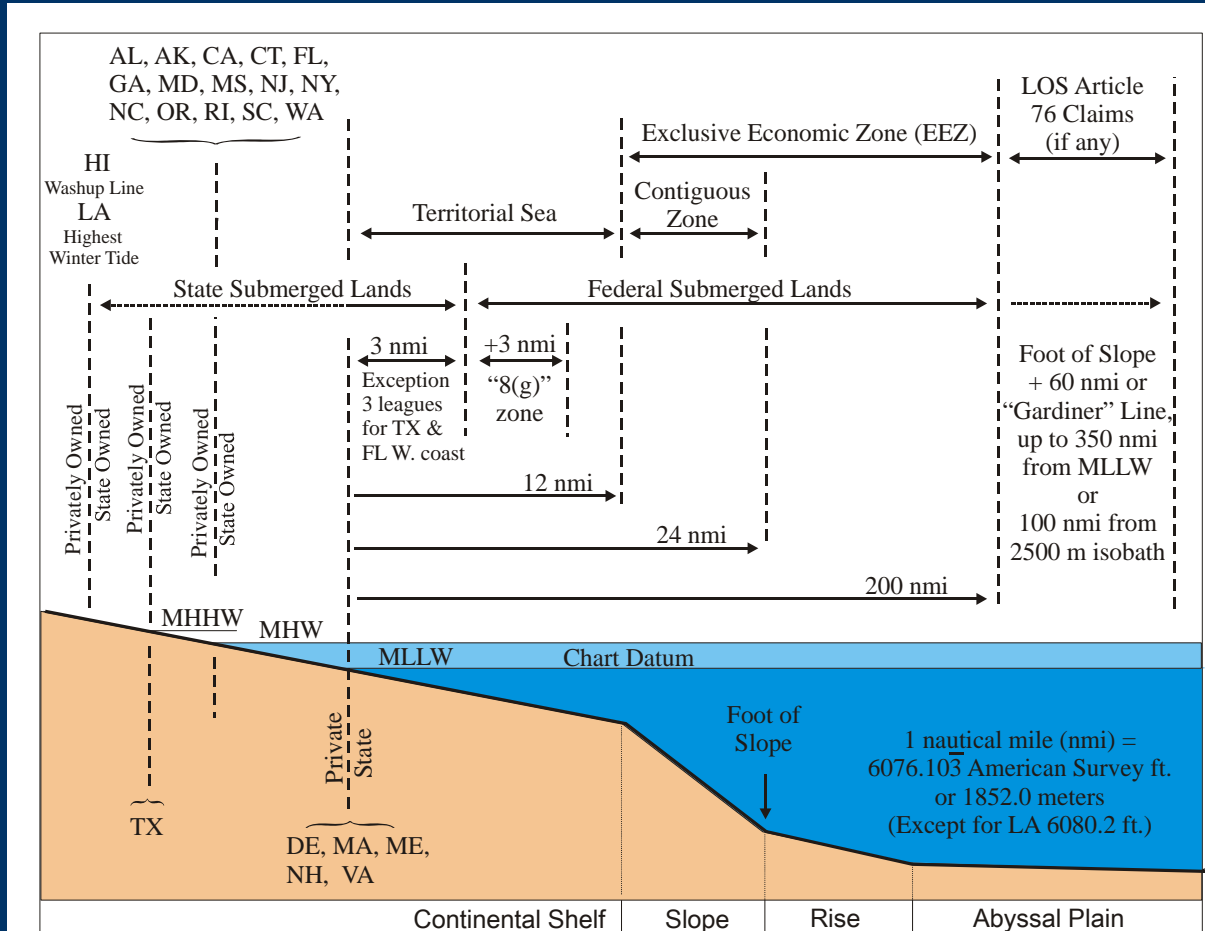 AL, AK, CA, CT, FL,
GA, MD, MS, NJ, NY,
NC, OR, RI, SC, WA
HI
Washup Line
LA
Highest
Winter Tide
LOS Article
76 Claims
(if any)
Exclusive Economic Zone (EEZ)
Contiguous
Zone
Territorial Sea
State Submerged Lands
Federal Submerged Lands
3 nmi
Exception
3 leagues
for TX &
FL W. coast
+3 nmi
“8(g)”
zone
Foot of Slope
+ 60 nmi or
“Gardiner” Line,
up to 350 nmi
from MLLW
or
100 nmi from
2500 m isobath
Privately Owned
State Owned
Privately Owned
State Owned
Privately Owned
State Owned
12 nmi
24 nmi
200 nmi
MHHW
MHW
MLLW
Chart Datum
Private
State
Foot of
Slope
1 nautical mile (nmi) =
6076.103̅ American Survey ft.
or 1852.0 meters
(Except for LA 6080.2 ft.)
TX
DE, MA, ME,
NH, VA
Continental Shelf
Slope
Rise
Abyssal Plain